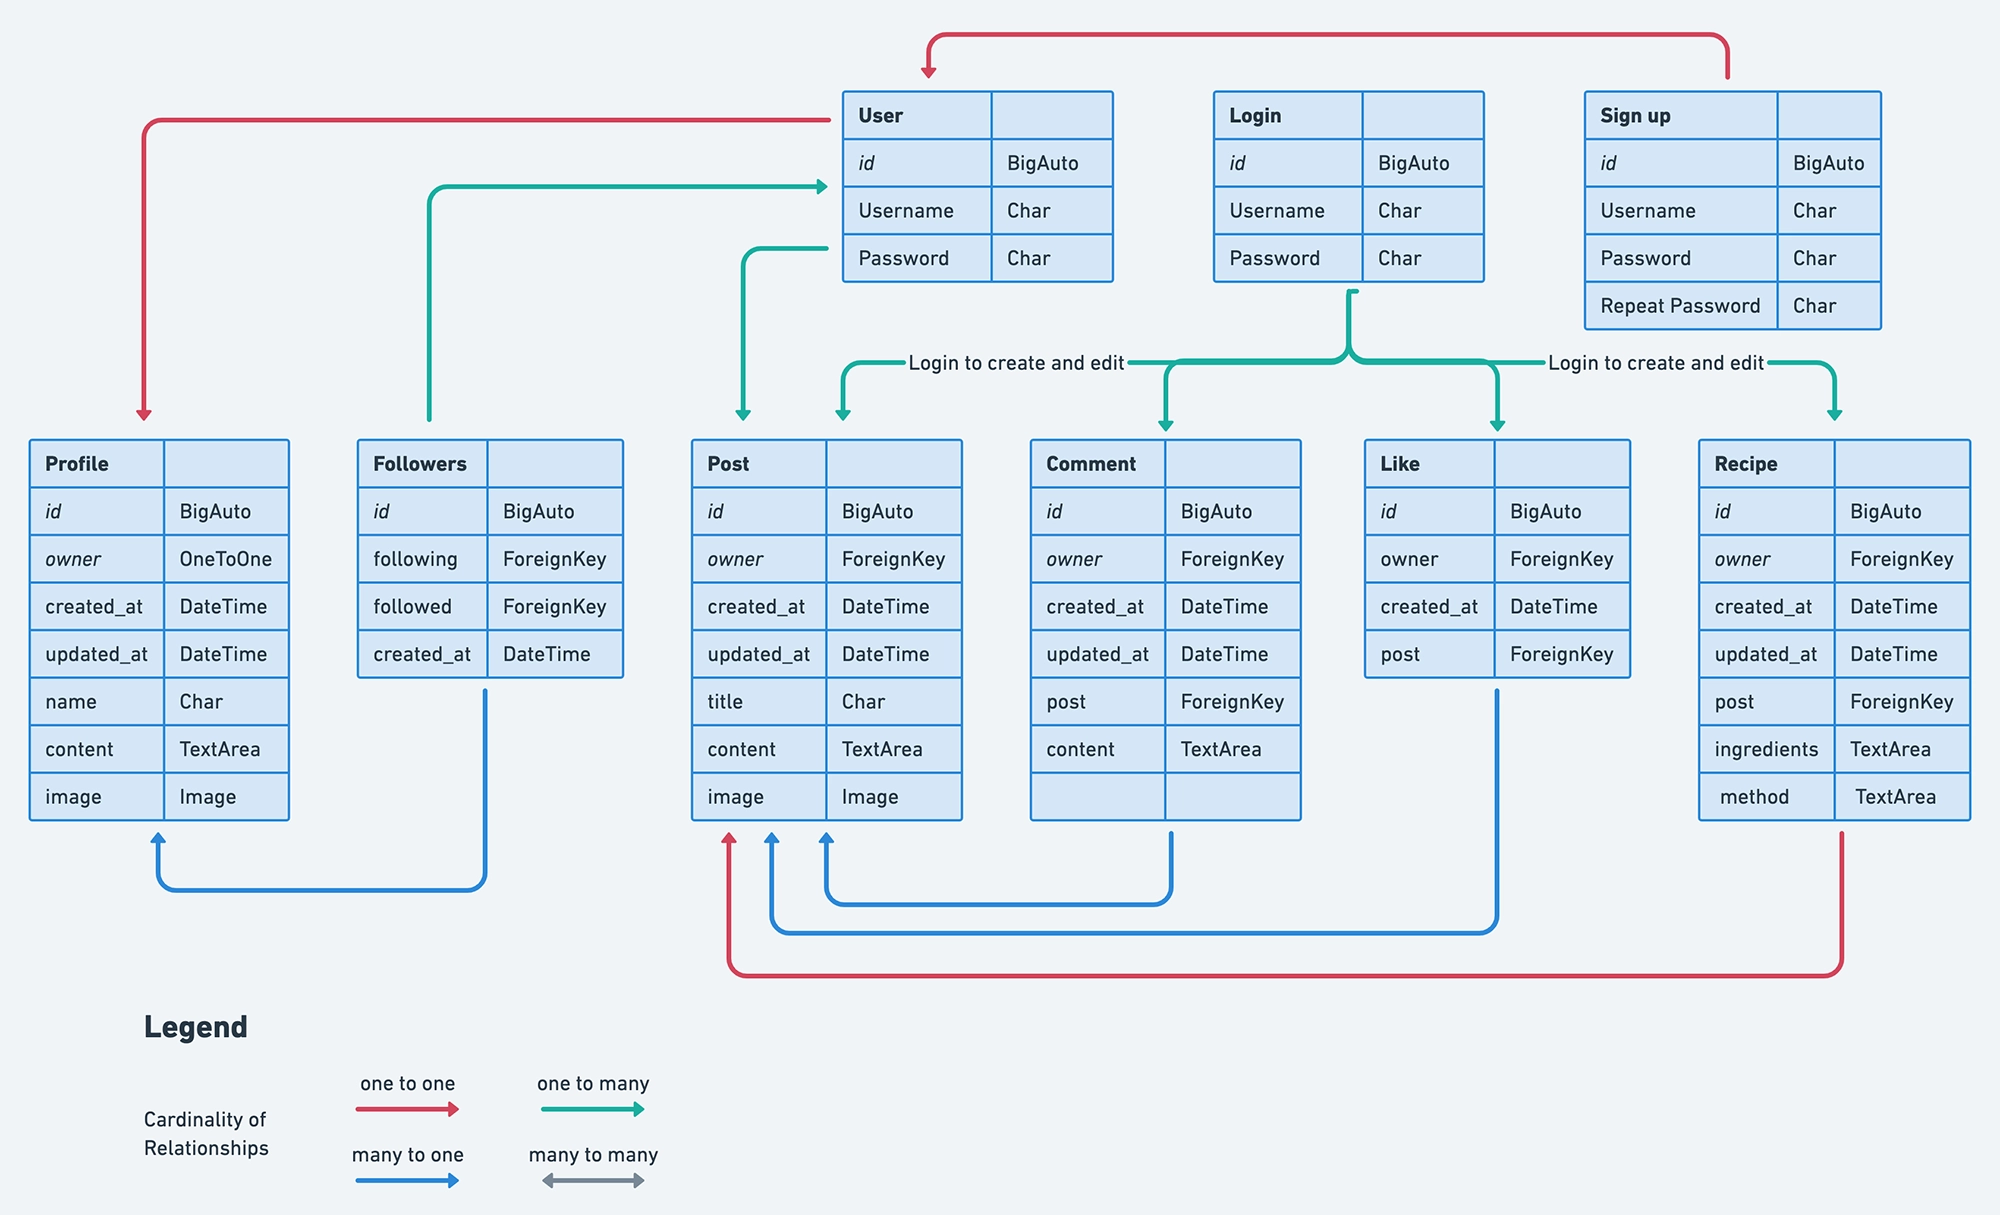 User
id BigAuto
Username Char
Password Char
Login
id BigAuto
Username Char
Password Char
Sign up
id BigAuto
Username Char
Password Char
Repeat Password Char
Login to create and edit
Login to create and edit
Profile
id BigAuto
owner OneToOne
created_at DateTime
updated_at DateTime
name Char
content TextArea
image Image
Followers
id BigAuto
following ForeignKey
followed ForeignKey
created_at DateTime
Post
id BigAuto
owner ForeignKey
created_at DateTime
updated_at DateTime
title Char
content TextArea
image Image
Comment
id BigAuto
owner ForeignKey
created_at DateTime
updated_at DateTime
post ForeignKey
content TextArea
Like
id BigAuto
owner ForeignKey
created_at DateTime
post ForeignKey
Recipe
id BigAuto
owner ForeignKey
created_at DateTime
updated_at DateTime
post ForeignKey
ingredients TextArea
method TextArea
Legend
Cardinality of
Relationships
one to one
one to many
many to one
many to many